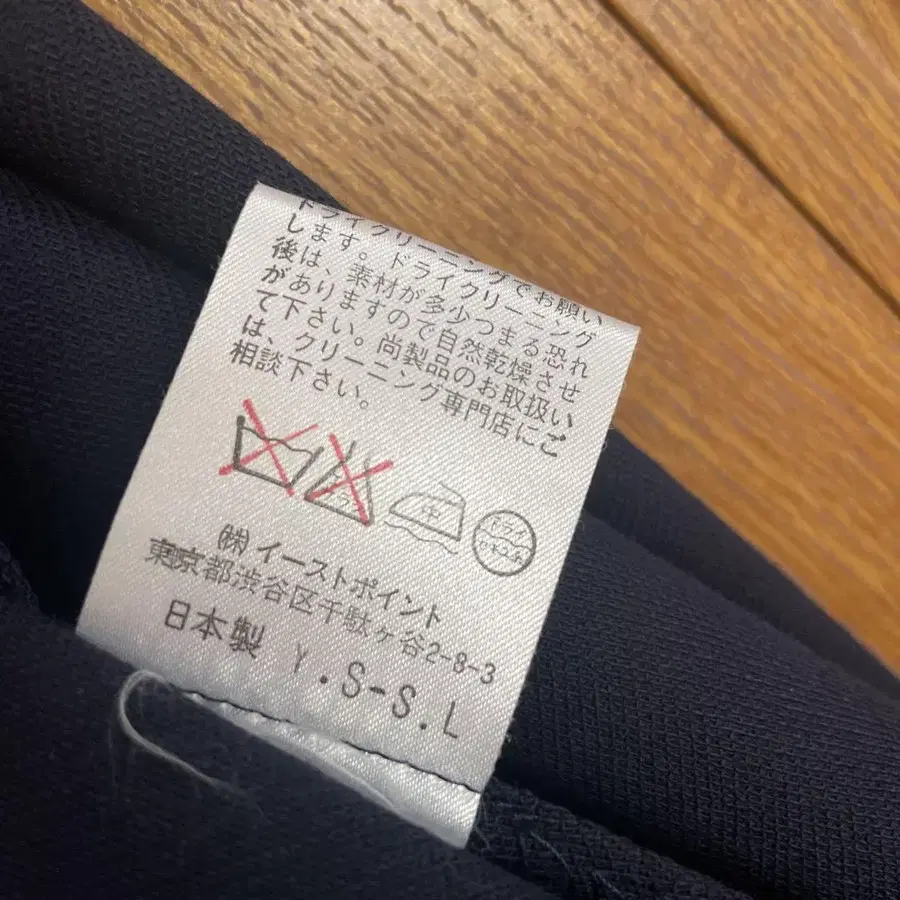 ドライクリーニングでお願い
します。ドライクリーニング
後は、素材が多少つまる恐れ
がありますので自然乾燥させ
て下さい。尚製品のお取扱い
は、クリーニング専門店にご
相談下さい。
中
ドライ
㈱イーストポイント
東京都渋谷区千駄ヶ谷2-8-3
日本製 Y.S-S.L